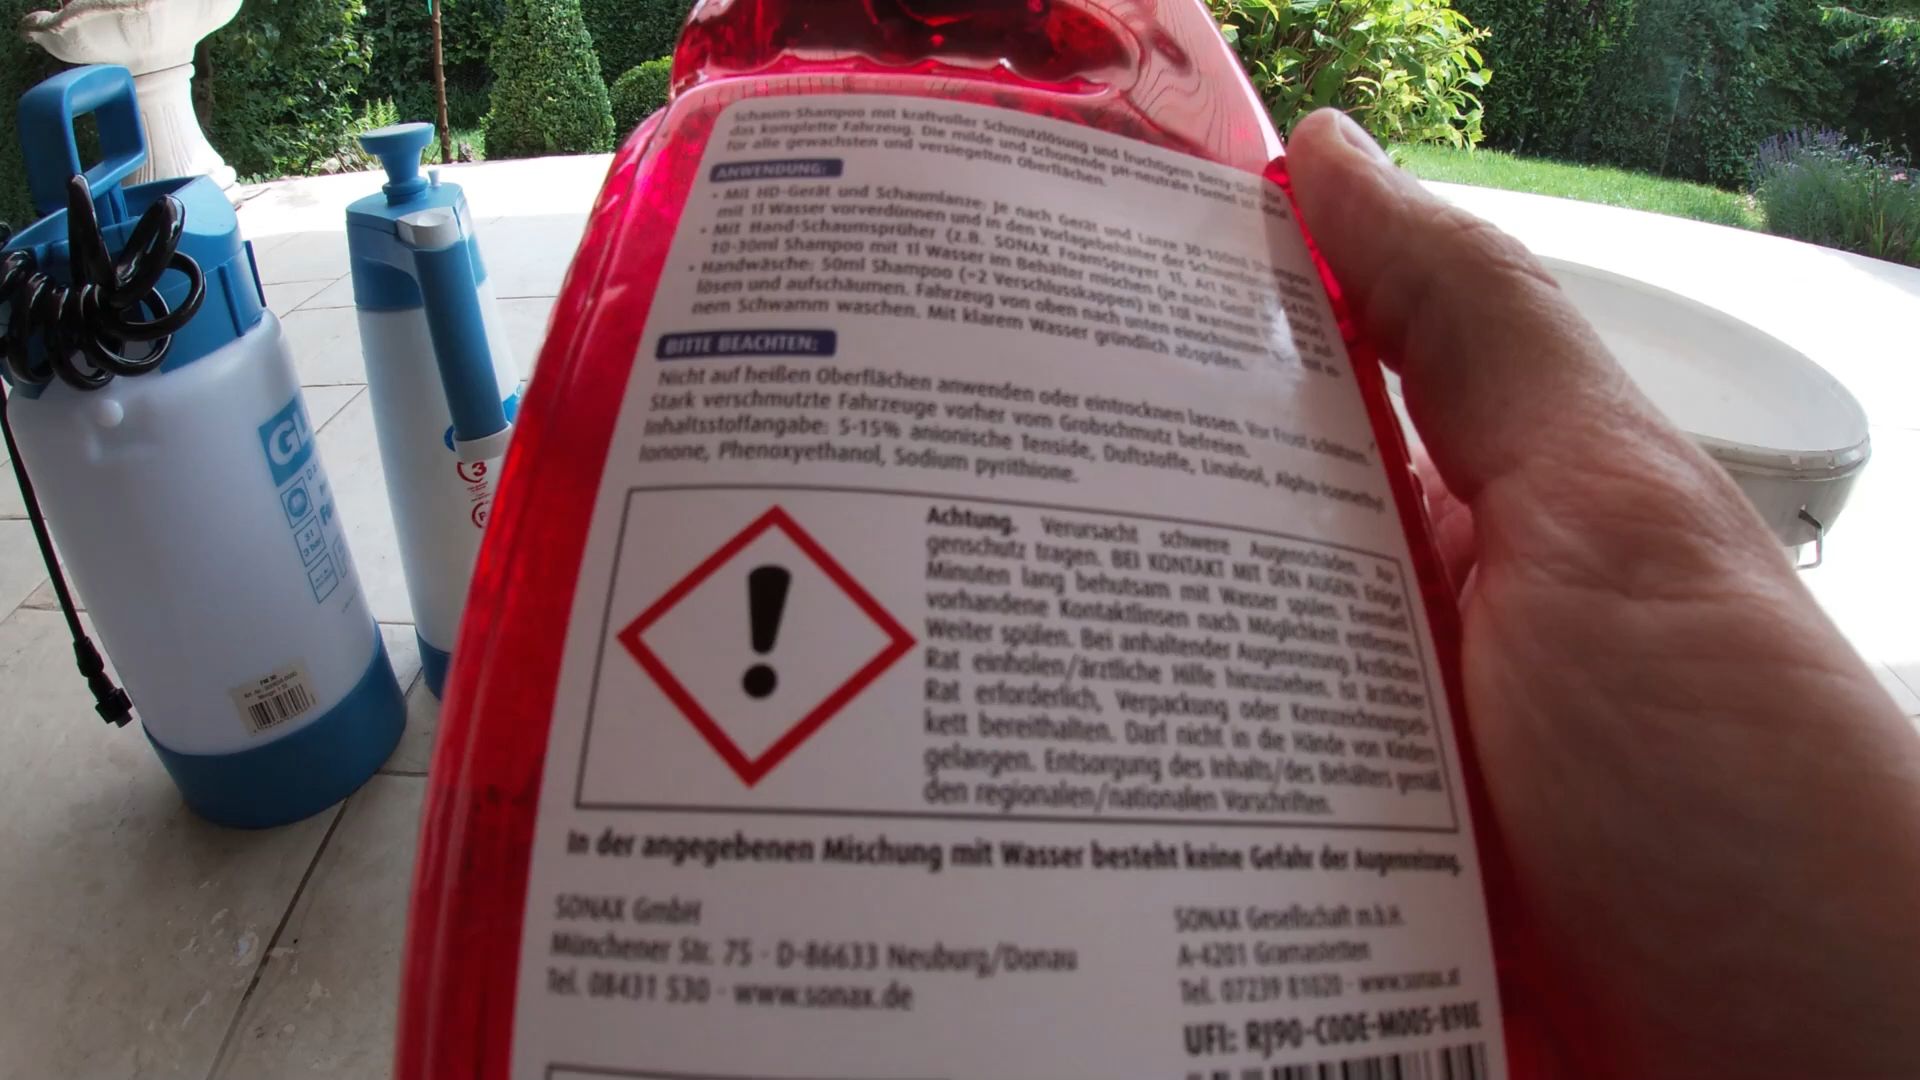 Schaum-Shampoo mit kraftvoller Schmutzlösung und fruchtigem Berry-Duft für
das komplette Fahrzeug. Die milde und schonende pH-neutrale Formel ist ideal
für alle gewachsten und versiegelten Oberflächen.
ANWENDUNG:
• Mit HD-Gerät und Schaumlanze: Je nach Gerät und Lanze 30-100ml Shampoo
mit 1l Wasser vorverdünnen und in den Vorlagebehälter der
• Mit Hand-Schaumsprüher (z.B. SONAX FoamSprayer 1l, Art. Nr.
10-30ml Shampoo mit 1l Wasser im Behälter mischen (je nach Gerät
• Handwäsche: 50ml Shampoo (~2 Verschlusskappen) in 10l warmem
lösen und aufschäumen. Fahrzeug von oben nach unten einschäumen
nem Schwamm waschen. Mit klarem Wasser gründlich abspülen.
BITTE BEACHTEN:
Nicht auf heißen Oberflächen anwenden oder eintrocknen lassen. Vor Frost schützen.
Stark verschmutzte Fahrzeuge vorher vom Grobschmutz befreien.
Inhaltsstoffangabe: 5-15% anionische Tenside, Duftstoffe, Linalool, Alpha-Isomethyl
Ionone, Phenoxyethanol, Sodium pyrithione.
Achtung. Verursacht schwere Augenschäden. Au-
genschutz tragen. BEI KONTAKT MIT DEN AUGEN: Einige
Minuten lang behutsam mit Wasser spülen. Eventuell
vorhandene Kontaktlinsen nach Möglichkeit entfernen.
Weiter spülen. Bei anhaltender Augenreizung: Ärztlichen
Rat einholen/ärztliche Hilfe hinzuziehen. Ist ärztlicher
Rat erforderlich, Verpackung oder Kennzeichnungseti-
kett bereithalten. Darf nicht in die Hände von Kindern
gelangen. Entsorgung des Inhalts/des Behälters gemäß
den regionalen/nationalen Vorschriften.
In der angegebenen Mischung mit Wasser besteht keine Gefahr der Augenreizung.
SONAX GmbH
Münchener Str. 75 · D-86633 Neuburg/Donau
Tel. 08431 530 · www.sonax.de
SONAX Gesellschaft m.b.H.
A-4201 Gramastetten
Tel. 07239 81020 · www.sonax.at
UFI: RJ90-C0DE-M005-E98E
GL
3